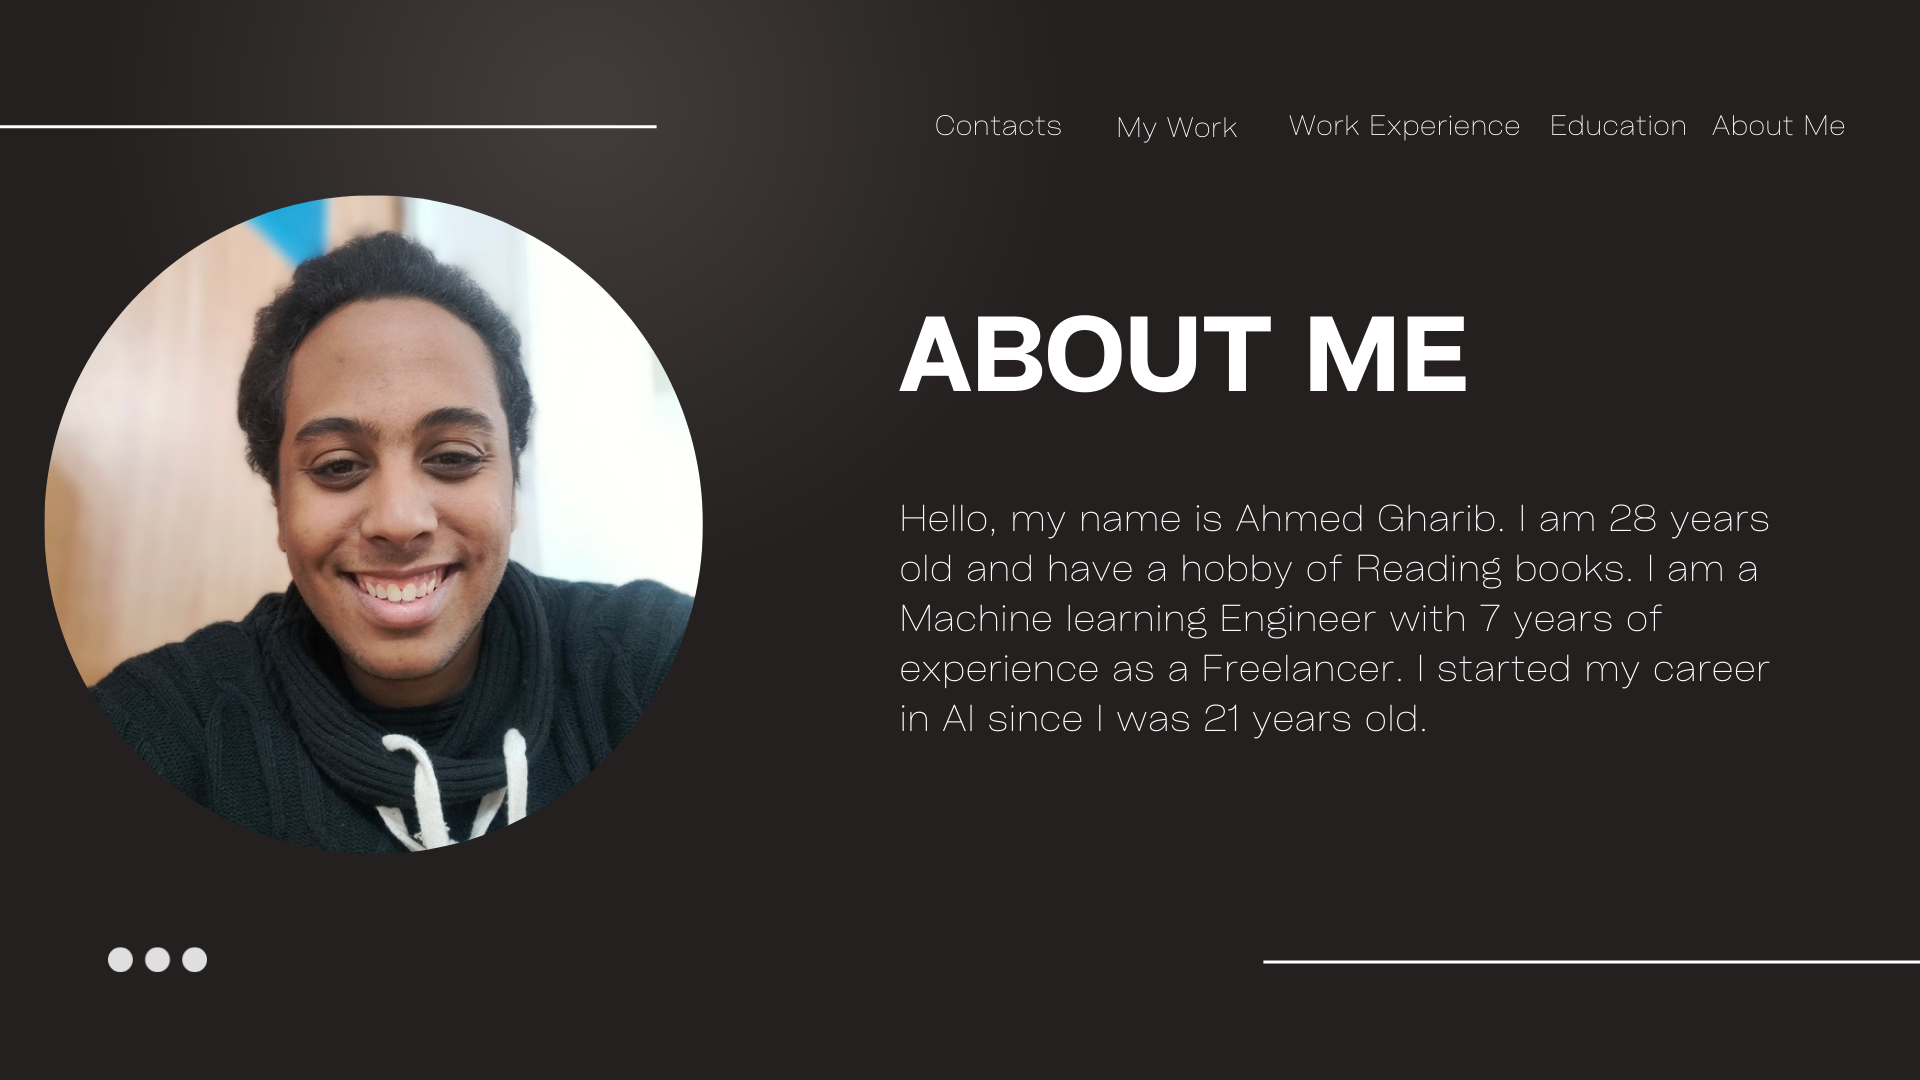 Contacts My Work Work Experience Education About Me
ABOUT ME
Hello, my name is Ahmed Gharib. I am 28 years
old and have a hobby of Reading books. I am a
Machine learning Engineer with 7 years of
experience as a Freelancer. I started my career
in AI since I was 21 years old.